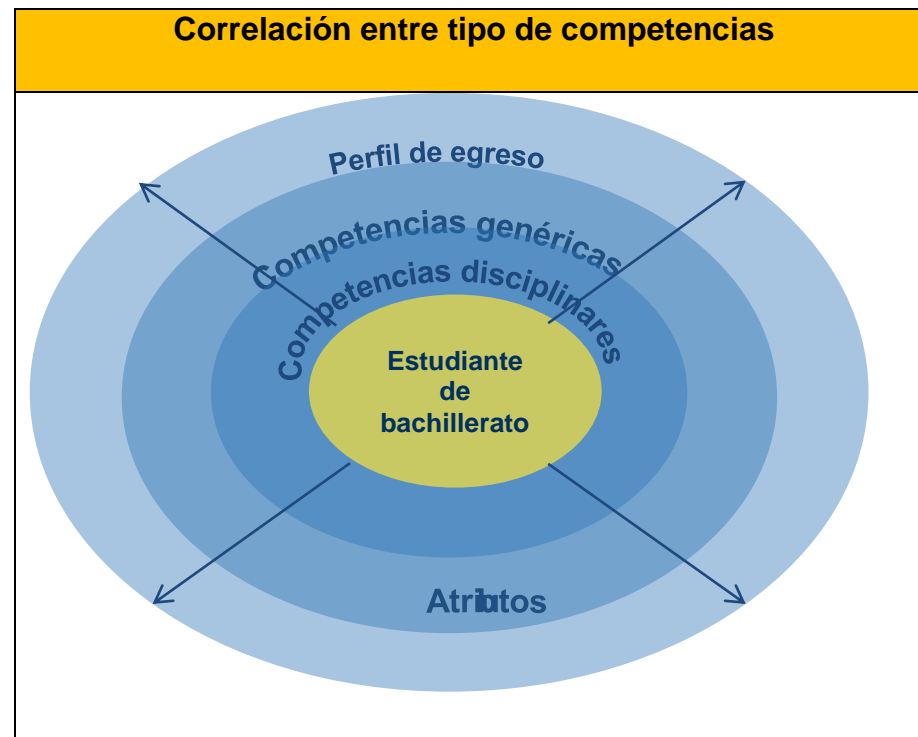 Correlación entre tipo de competencias
Perfil de egreso
Competencias genéricas
Competencias disciplinares
Estudiante
de
bachillerato
Atributos